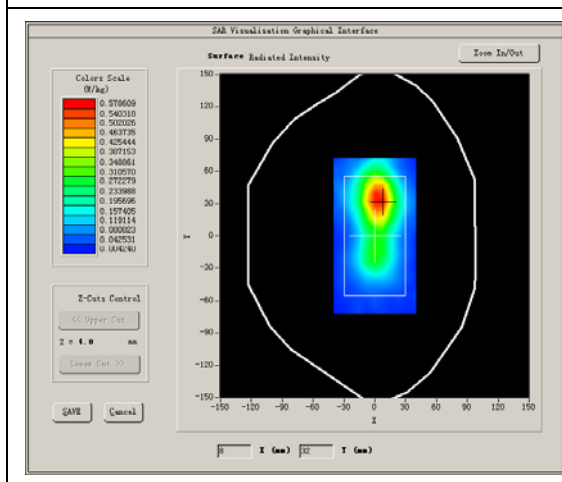 SAR Visualisation Graphical Interface
Surface Radiated Intensity
Zoom In/Out
Colors Scale
(W/kg)
0.578609
0.540318
0.502026
0.463735
0.425444
0.387153
0.348861
0.310570
0.272279
0.233988
0.195696
0.157405
0.119114
0.080823
0.042531
0.004240
150
120
90
60
30
0
-30
-60
-90
-120
-150
Y
-150 -120 -90 -60 -30 0 30 60 90 120 150
X
Z-Cuts Control
<< Upper Cut
Z = 4.0 mm
Lower Cut >>
SAVE Cancel
8 X (mm) 32 Y (mm)